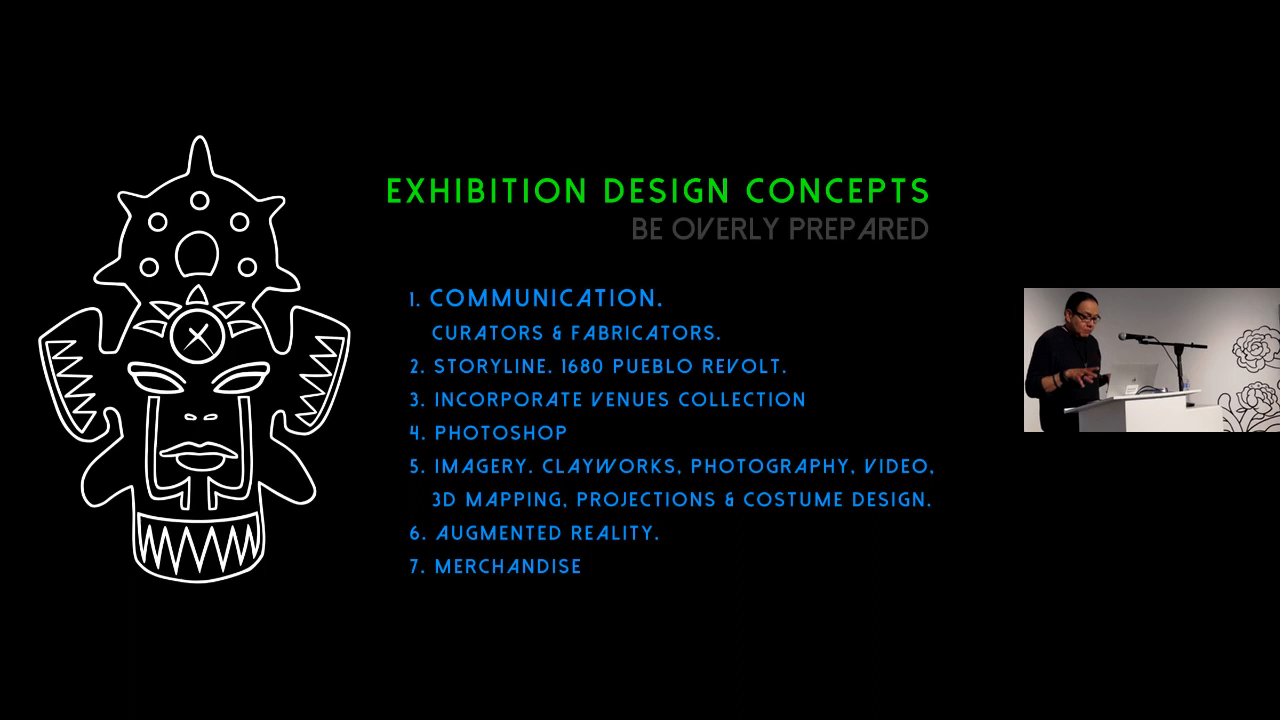 EXHIBITION DESIGN CONCEPTS
BE OVERLY PREPARED
1. COMMUNICATION.
CURATORS & FABRICATORS.
2. STORYLINE. 1680 PUEBLO REVOLT.
3. INCORPORATE VENUES COLLECTION
4. PHOTOSHOP
5. IMAGERY. CLAYWORKS, PHOTOGRAPHY, VIDEO,
3D MAPPING, PROJECTIONS & COSTUME DESIGN.
6. AUGMENTED REALITY.
7. MERCHANDISE